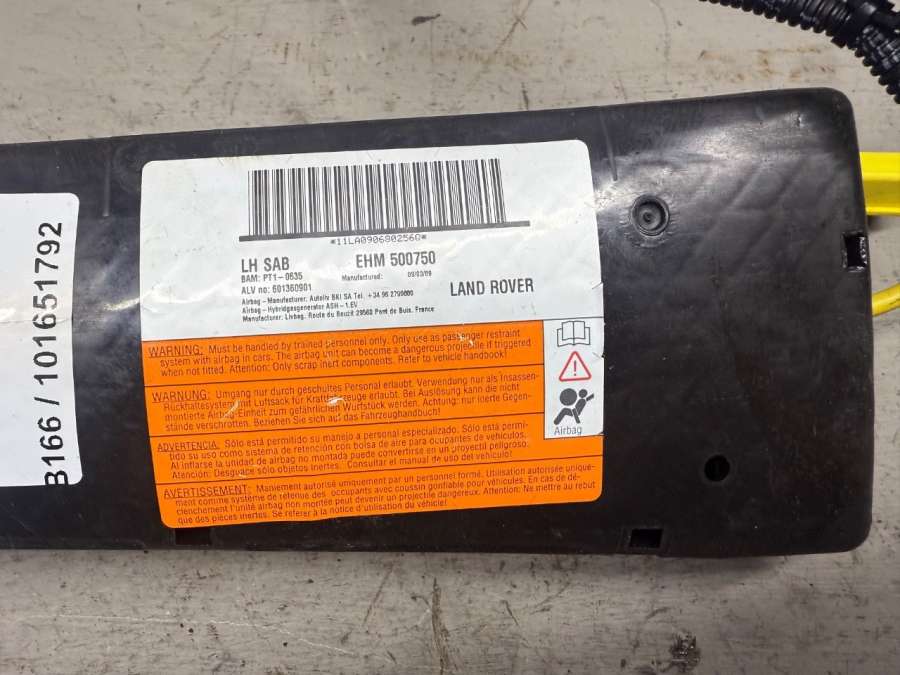 B166 / 101651792
*11LA0906802560*
LH SAB EHM 500750
BAM: PT1-0635 Manufactured: 09/03/09
ALV no: 601360901 LAND ROVER
Airbag - Manufacturer: Autoliv BKI SA Tel. +34 96 2799800
Airbag - Hybridgasgenerator ASH-1.EV
Manufacturer: Livbag, Route du Beuzit 29560 Pont de Buis, France
WARNING: Must be handled by trained personnel only. Only use as passenger restraint
system with airbag in cars. The airbag unit can become a dangerous projectile if triggered
when not fitted. Attention: Only scrap inert components. Refer to vehicle handbook!
WARNUNG: Umgang nur durch geschultes Personal erlaubt. Verwendung nur als Insassen-
Rückhaltesystem mit Luftsack für Kraftfahrzeuge erlaubt. Bei Auslösung kann die nicht
montierte Airbag-Einheit zum gefährlichen Wurfstück werden. Achtung: nur inerte Gegen-
stände verschrotten. Beziehen Sie sich auf das Fahrzeughandbuch!
ADVERTENCIA: Sólo está permitido su manejo a personal especializado. Sólo está permi-
tido su uso como sistema de retención con bolsa de aire para ocupantes de vehículos.
Al inflarse la unidad de airbag no montada puede convertirse en un proyectil peligroso.
Atención: Desguace sólo objetos inertes. Consultar el manual de uso del vehículo!
AVERTISSEMENT: Maniement autorisé uniquement par un personnel formé. Utilisation autorisée uniqué-
ment comme système de retenue des occupants avec coussin gonflable pour véhicules. En cas de dé-
clenchement l'unité airbag non montée peut devenir un projectile dangereux. Attention: Ne mettre au rebut
que des pièces inertes. Se referer à la notice d'utilisation du véhicule!
Airbag